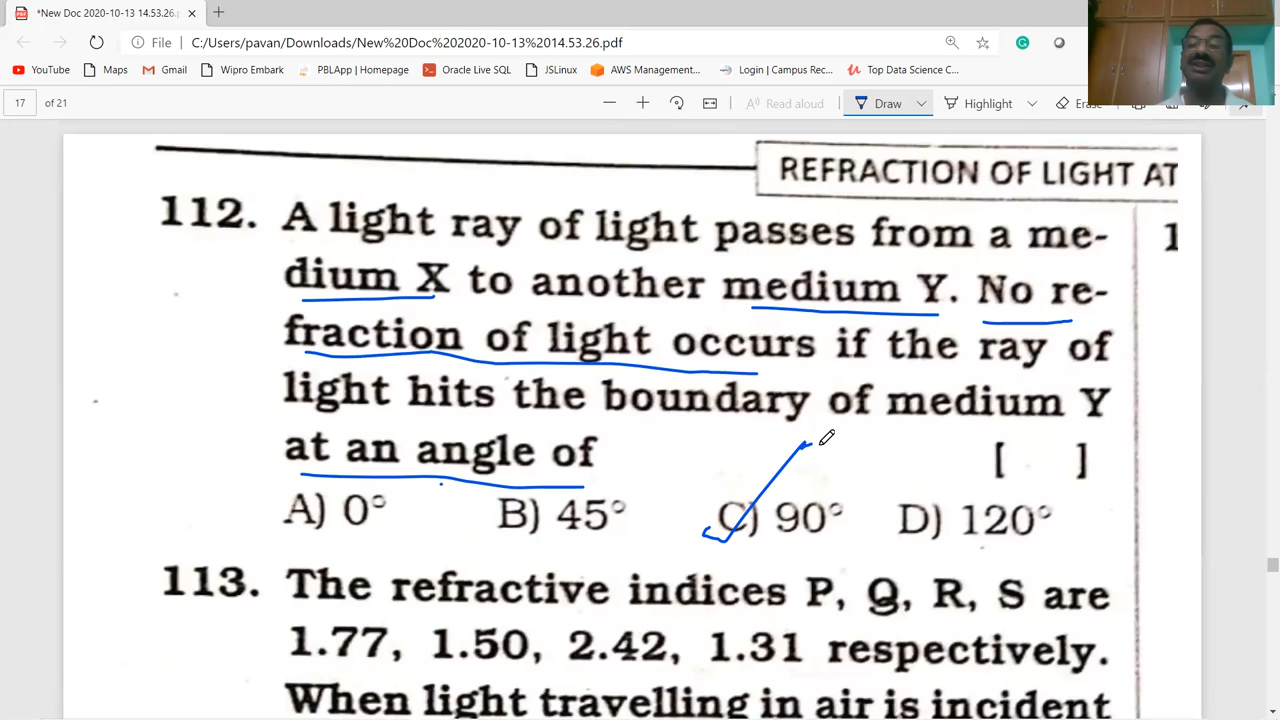 *New Doc 2020-10-13 14.53.26.pdf
File C:/Users/pavan/Downloads/New%20Doc%202020-10-13%2014.53.26.pdf
YouTube Maps Gmail Wipro Embark PBLApp | Homepage Oracle Live SQL JSLinux AWS Management... Login | Campus Rec... Top Data Science C...
17 of 21 Read aloud Draw Highlight Erase
REFRACTION OF LIGHT AT
112. A light ray of light passes from a me-
dium X to another medium Y. No re-
fraction of light occurs if the ray of
light hits the boundary of medium Y
at an angle of [ ]
A) 0° B) 45° C) 90° D) 120°
113. The refractive indices P, Q, R, S are
1.77, 1.50, 2.42, 1.31 respectively.
When light travelling in air is incident